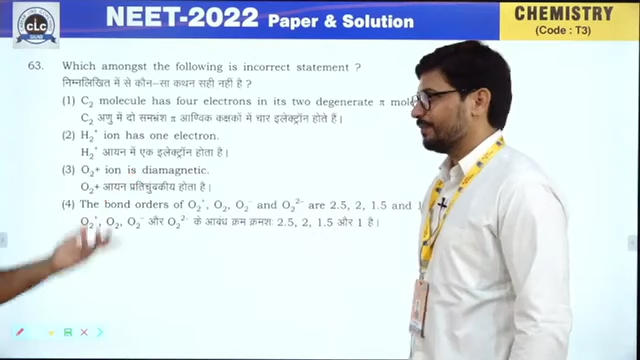 CLC
SIKAR
NEET-2022 Paper & Solution
CHEMISTRY
(Code : T3)
63. Which amongst the following is incorrect statement ?
निम्नलिखित में से कौन-सा कथन सही नहीं है ?
(1) C₂ molecule has four electrons in its two degenerate π
C₂ अणु में दो समभ्रंश π आण्विक कक्षकों में चार इलेक्ट्रॉन होते हैं।
(2) H₂⁺ ion has one electron.
H₂⁺ आयन में एक इलेक्ट्रॉन होता है।
(3) O₂+ ion is diamagnetic.
O₂+ आयन प्रतिचुंबकीय होता है।
(4) The bond orders of O₂⁺, O₂, O₂⁻ and O₂²⁻ are 2.5, 2, 1.5 and 1
O₂⁺, O₂, O₂⁻ और O₂²⁻ के आबंध क्रम क्रमश: 2.5, 2, 1.5 और 1 है।